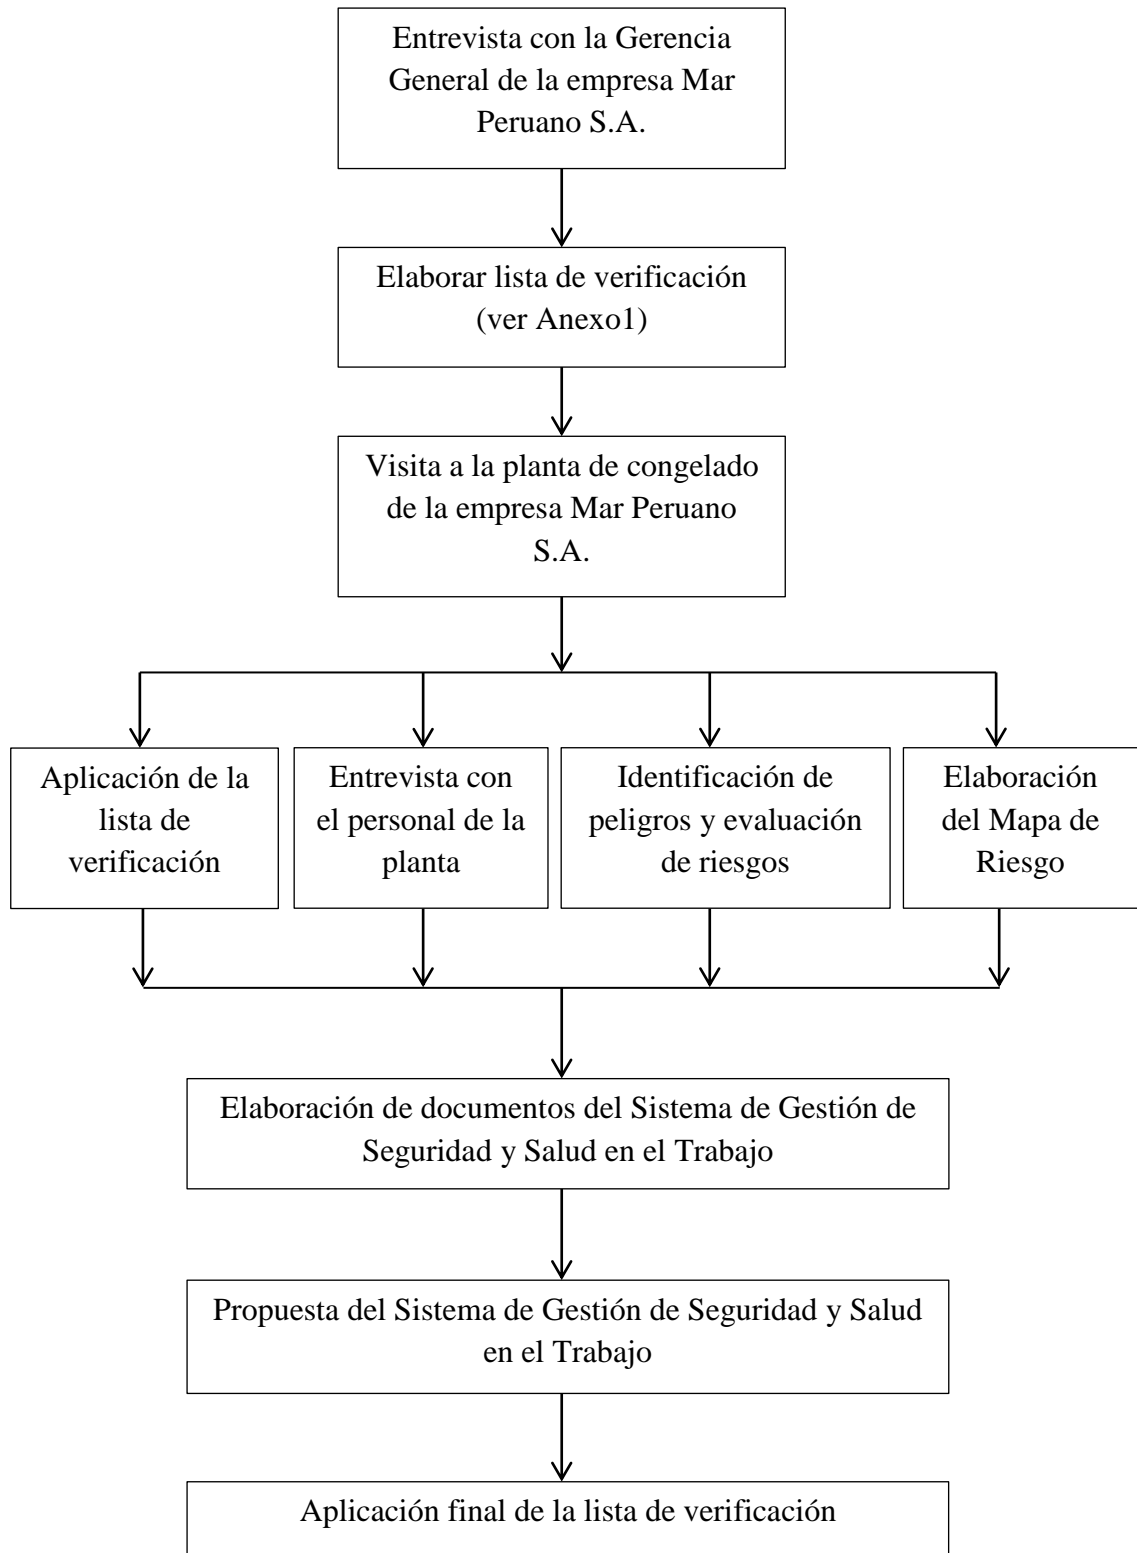 Entrevista con la Gerencia
General de la empresa Mar
Peruano S.A.
Elaborar lista de verificación
(ver Anexo1)
Visita a la planta de congelado
de la empresa Mar Peruano
S.A.
Aplicación de la
lista de
verificación
Entrevista con
el personal de la
planta
Identificación de
peligros y evaluación
de riesgos
Elaboración
del Mapa de
Riesgo
Elaboración de documentos del Sistema de Gestión de
Seguridad y Salud en el Trabajo
Propuesta del Sistema de Gestión de Seguridad y Salud
en el Trabajo
Aplicación final de la lista de verificación